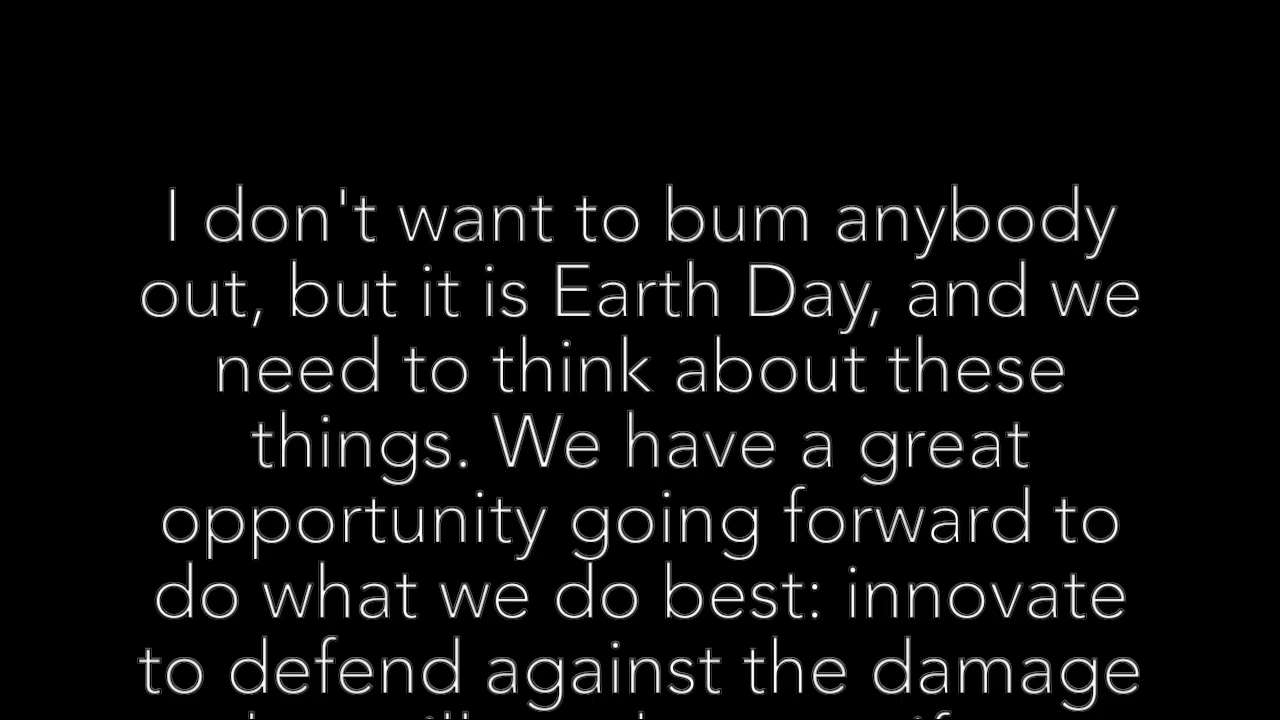 I don't want to bum anybody
out, but it is Earth Day, and we
need to think about these
things. We have a great
opportunity going forward to
do what we do best: innovate
to defend against the damage